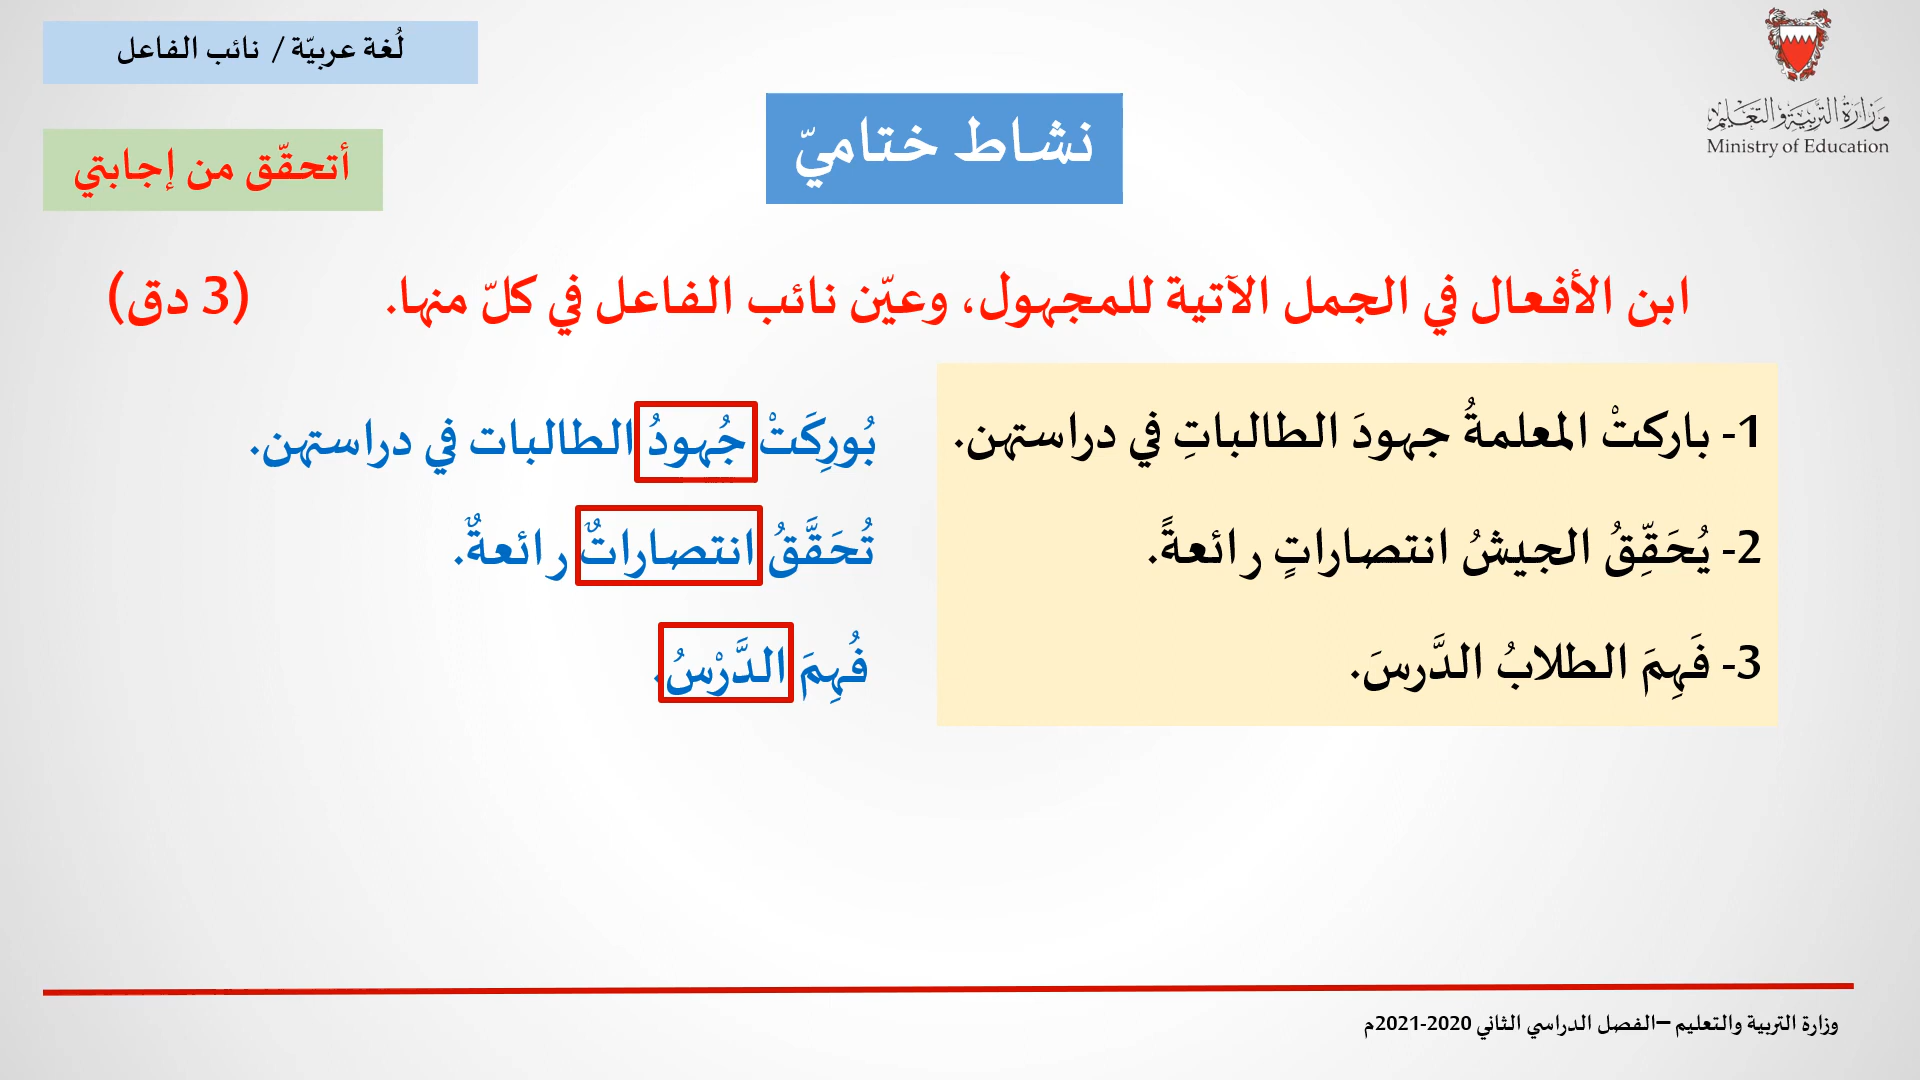 لُغة عربيّة / نائب الفاعل
وزارة التربية والتعليم
Ministry of Education
نشاط ختاميّ
أتحقّق من إجابتي
ابن الأفعال في الجمل الآتية للمجهول، وعيّن نائب الفاعل في كلّ منها. (3 دق)
1- باركتْ المعلمةُ جهودَ الطالباتِ في دراستهن.
بُورِكَتْ جُهودُ الطالبات في دراستهن.
2- يُحَقِّقُ الجيشُ انتصاراتٍ رائعةً.
تُحَقَّقُ انتصاراتٌ رائعةٌ.
3- فَهِمَ الطلابُ الدَّرسَ.
فُهِمَ الدَّرْسُ.
وزارة التربية والتعليم –الفصل الدراسي الثاني 2020-2021م